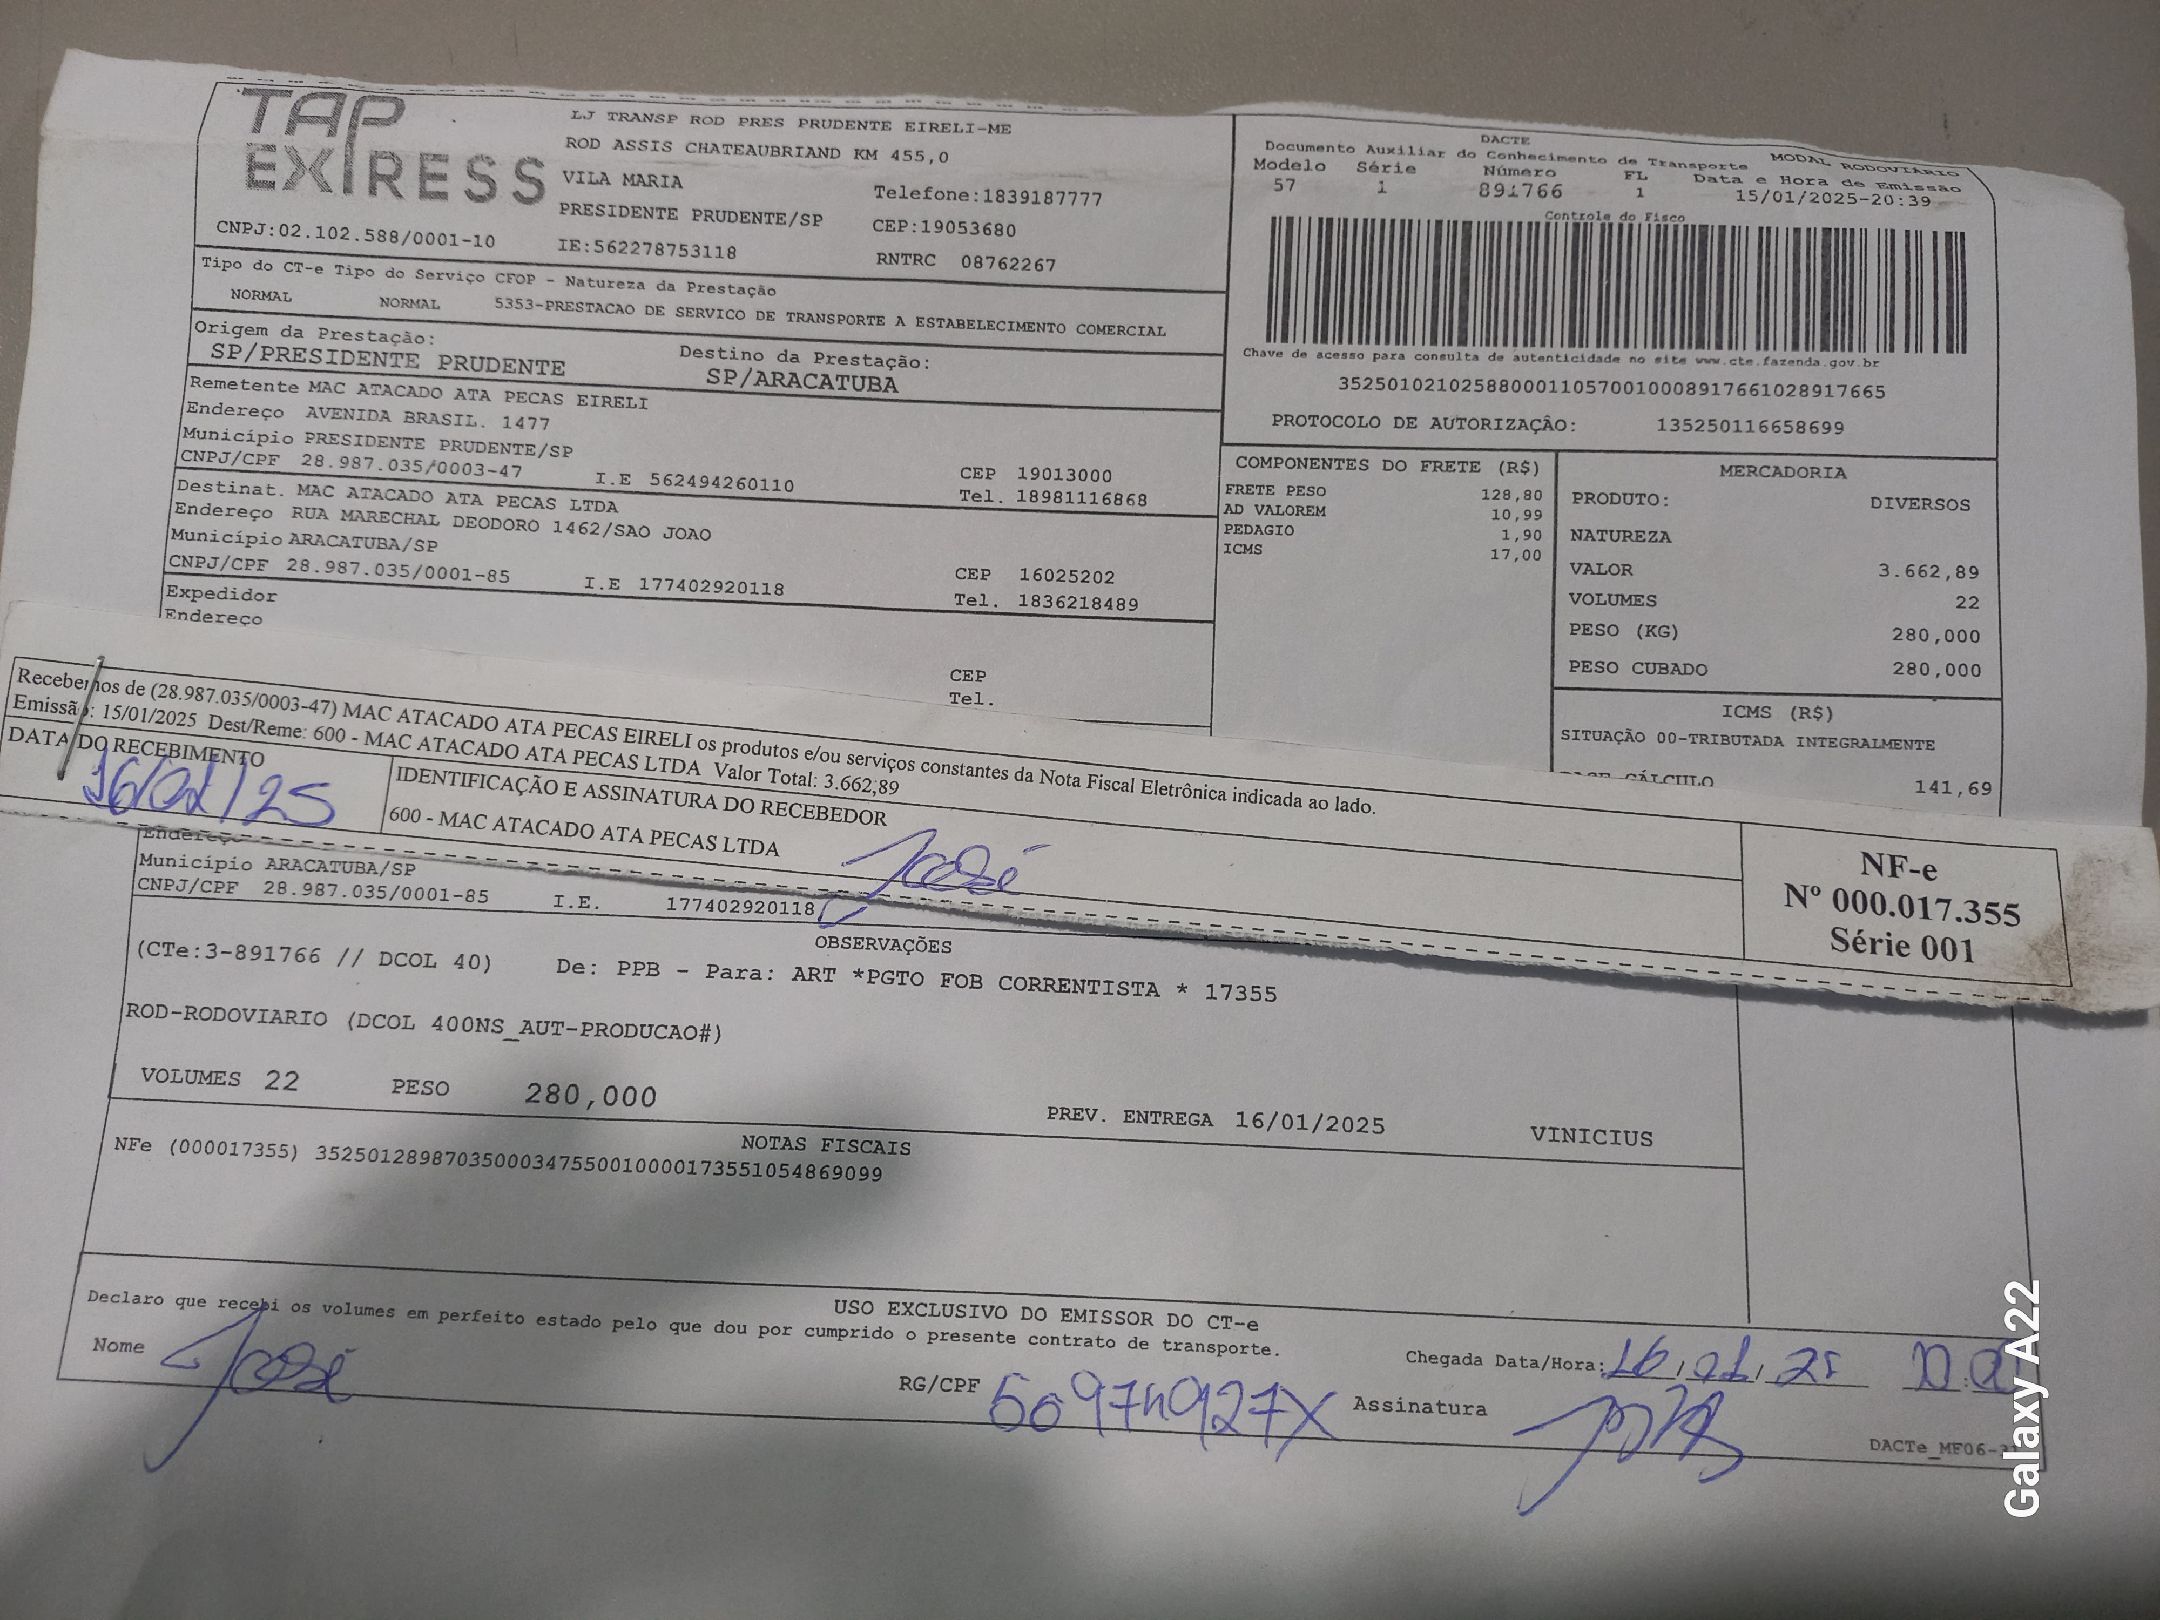 TAP EXPRESS
LJ TRANSP ROD PRES PRUDENTE EIRELI-ME
ROD ASSIS CHATEAUBRIAND KM 455,0
VILA MARIA Telefone:1839187777
PRESIDENTE PRUDENTE/SP CEP:19053680
CNPJ:02.102.588/0001-10 IE:562278753118 RNTRC 08762267
DACTE
Documento Auxiliar do Conhecimento de Transporte MODAL RODOVIÁRIO
Modelo Série Número FL Data e Hora de Emissão
57 1 891766 1 15/01/2025-20:39
Controle do Fisco
Chave de acesso para consulta de autenticidade no site www.cte.fazenda.gov.br
35250102102588000110570010008917661028917665
PROTOCOLO DE AUTORIZAÇÂO: 135250116658699
Tipo do CT-e Tipo do Serviço CFOP - Natureza da Prestação
NORMAL NORMAL 5353-PRESTACAO DE SERVICO DE TRANSPORTE A ESTABELECIMENTO COMERCIAL
Origem da Prestação: Destino da Prestação:
SP/PRESIDENTE PRUDENTE SP/ARACATUBA
Remetente MAC ATACADO ATA PECAS EIRELI
Endereço AVENIDA BRASIL. 1477
Município PRESIDENTE PRUDENTE/SP CEP 19013000
CNPJ/CPF 28.987.035/0003-47 I.E 562494260110 Tel. 18981116868
Destinat. MAC ATACADO ATA PECAS LTDA
Endereço RUA MARECHAL DEODORO 1462/SAO JOAO
Município ARACATUBA/SP CEP 16025202
CNPJ/CPF 28.987.035/0001-85 I.E 177402920118 Tel. 1836218489
Expedidor
Endereço
CEP
Tel.
COMPONENTES DO FRETE (R$)
FRETE PESO 128,80
AD VALOREM 10,99
PEDAGIO 1,90
ICMS 17,00
MERCADORIA
PRODUTO: DIVERSOS
NATUREZA
VALOR 3.662,89
VOLUMES 22
PESO (KG) 280,000
PESO CUBADO 280,000
ICMS (R$)
SITUAÇÃO 00-TRIBUTADA INTEGRALMENTE
BASE CÁLCULO 141,69
Recebemos de (28.987.035/0003-47) MAC ATACADO ATA PECAS EIRELI os produtos e/ou serviços constantes da Nota Fiscal Eletrônica indicada ao lado.
Emissão: 15/01/2025 Dest/Reme: 600 - MAC ATACADO ATA PECAS LTDA Valor Total: 3.662,89
DATA DO RECEBIMENTO IDENTIFICAÇÃO E ASSINATURA DO RECEBEDOR
16/01/25 600 - MAC ATACADO ATA PECAS LTDA José
NF-e
Nº 000.017.355
Série 001
Endereço
Município ARACATUBA/SP
CNPJ/CPF 28.987.035/0001-85 I.E. 177402920118
OBSERVAÇÕES
(CTe:3-891766 // DCOL 40) De: PPB - Para: ART *PGTO FOB CORRENTISTA * 17355
ROD-RODOVIARIO (DCOL 400NS_AUT-PRODUCAO#)
VOLUMES 22 PESO 280,000 PREV. ENTREGA 16/01/2025 VINICIUS
NOTAS FISCAIS
NFe (000017355) 35250128987035000347550010000173551054869099
USO EXCLUSIVO DO EMISSOR DO CT-e
Declaro que recebi os volumes em perfeito estado pelo que dou por cumprido o presente contrato de transporte.
Nome José RG/CPF Chegada Data/Hora: 16/01/25
Assinatura
Galaxy A22